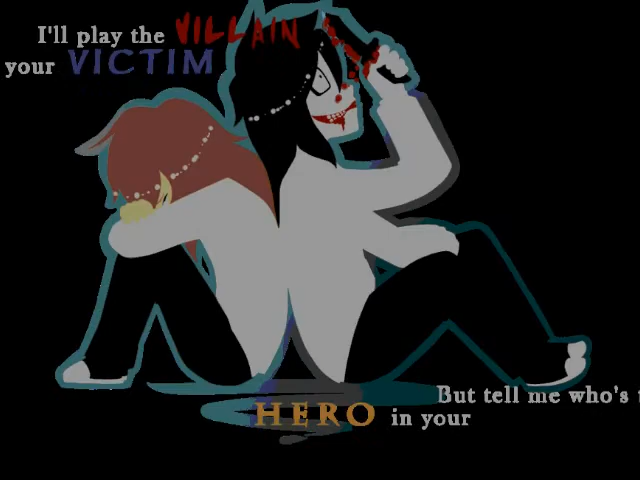 I'll play the VILLAIN
your VICTIM
But tell me who's
HERO in your